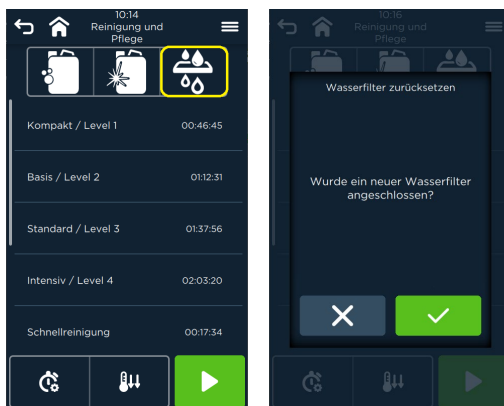 10:14
Reinigung und
Pflege
Kompakt / Level 1 00:46:45
Basis / Level 2 01:12:31
Standard / Level 3 01:37:56
Intensiv / Level 4 02:03:20
Schnellreinigung 00:17:34
10:16
Reinigung und
Pflege
Wasserfilter zurücksetzen
Wurde ein neuer Wasserfilter
angeschlossen?